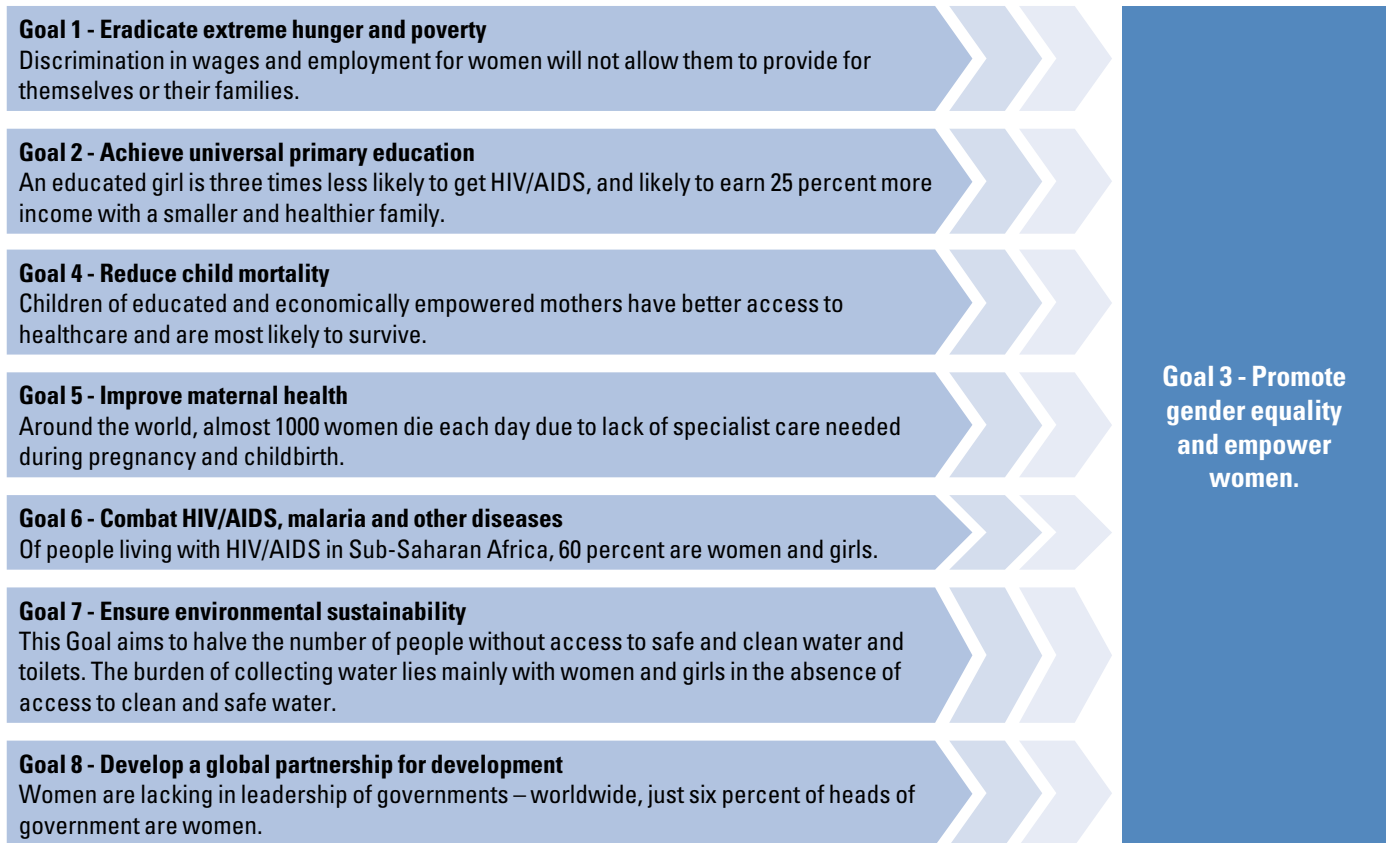 Goal 1 - Eradicate extreme hunger and poverty
Discrimination in wages and employment for women will not allow them to provide for
themselves or their families.
Goal 2 - Achieve universal primary education
An educated girl is three times less likely to get HIV/AIDS, and likely to earn 25 percent more
income with a smaller and healthier family.
Goal 4 - Reduce child mortality
Children of educated and economically empowered mothers have better access to
healthcare and are most likely to survive.
Goal 5 - Improve maternal health
Around the world, almost 1000 women die each day due to lack of specialist care needed
during pregnancy and childbirth.
Goal 6 - Combat HIV/AIDS, malaria and other diseases
Of people living with HIV/AIDS in Sub-Saharan Africa, 60 percent are women and girls.
Goal 7 - Ensure environmental sustainability
This Goal aims to halve the number of people without access to safe and clean water and
toilets. The burden of collecting water lies mainly with women and girls in the absence of
access to clean and safe water.
Goal 8 - Develop a global partnership for development
Women are lacking in leadership of governments – worldwide, just six percent of heads of
government are women.
Goal 3 - Promote
gender equality
and empower
women.